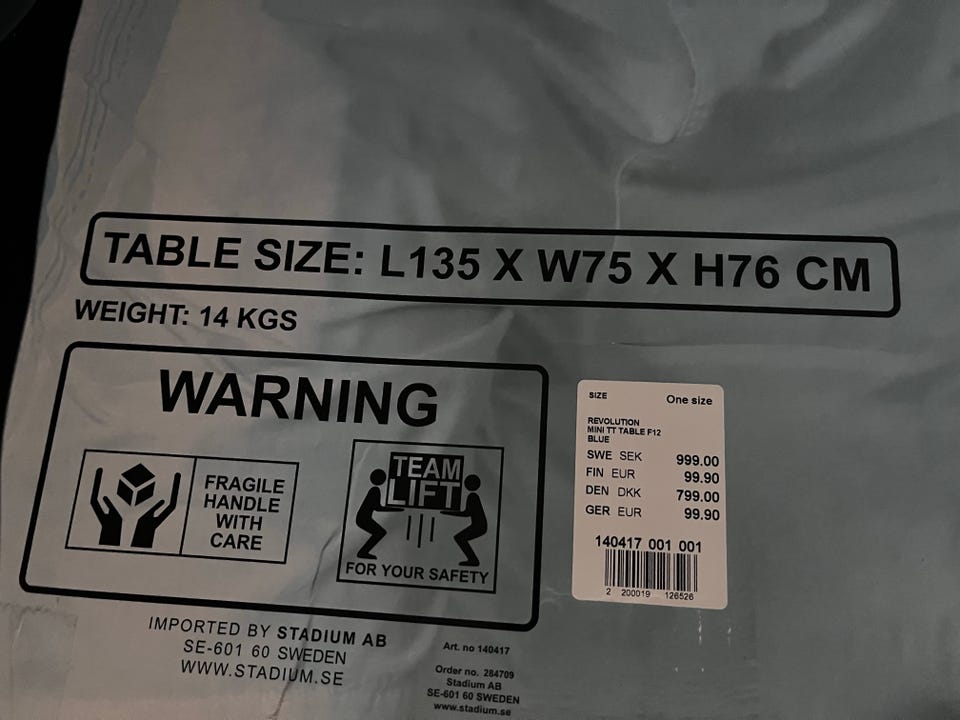 TABLE SIZE: L135 X W75 X H76 CM
WEIGHT: 14 KGS
WARNING
FRAGILE
HANDLE
WITH
CARE
TEAM
LIFT
FOR YOUR SAFETY
IMPORTED BY STADIUM AB
SE-601 60 SWEDEN
WWW.STADIUM.SE
Art. no 140417
Order no. 284709
Stadium AB
SE-601 60 SWEDEN
www.stadium.se
SIZE One size
REVOLUTION
MINI TT TABLE F12
BLUE
SWE SEK 999.00
FIN EUR 99.90
DEN DKK 799.00
GER EUR 99.90
140417 001 001
2 200019 126526